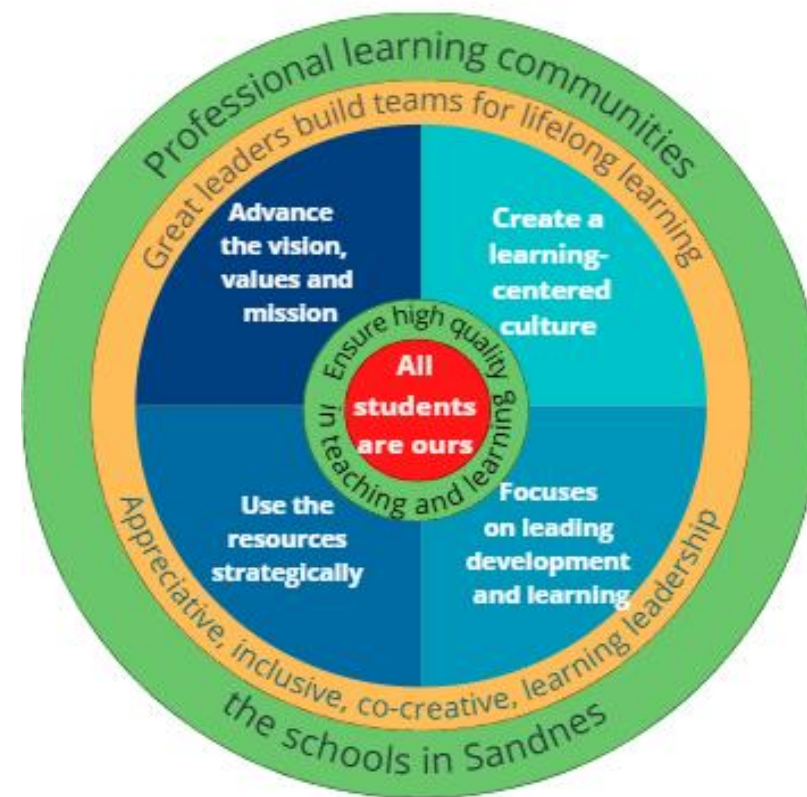 Professional learning communities
Great leaders build teams for lifelong learning
Advance
the vision,
values and
mission
Create a
learning-
centered
culture
Ensure high quality
All
students
are ours
in teaching and learning
Use the
resources
strategically
Focuses
on leading
development
and learning
Appreciative, inclusive, co-creative, learning leadership
the schools in Sandnes